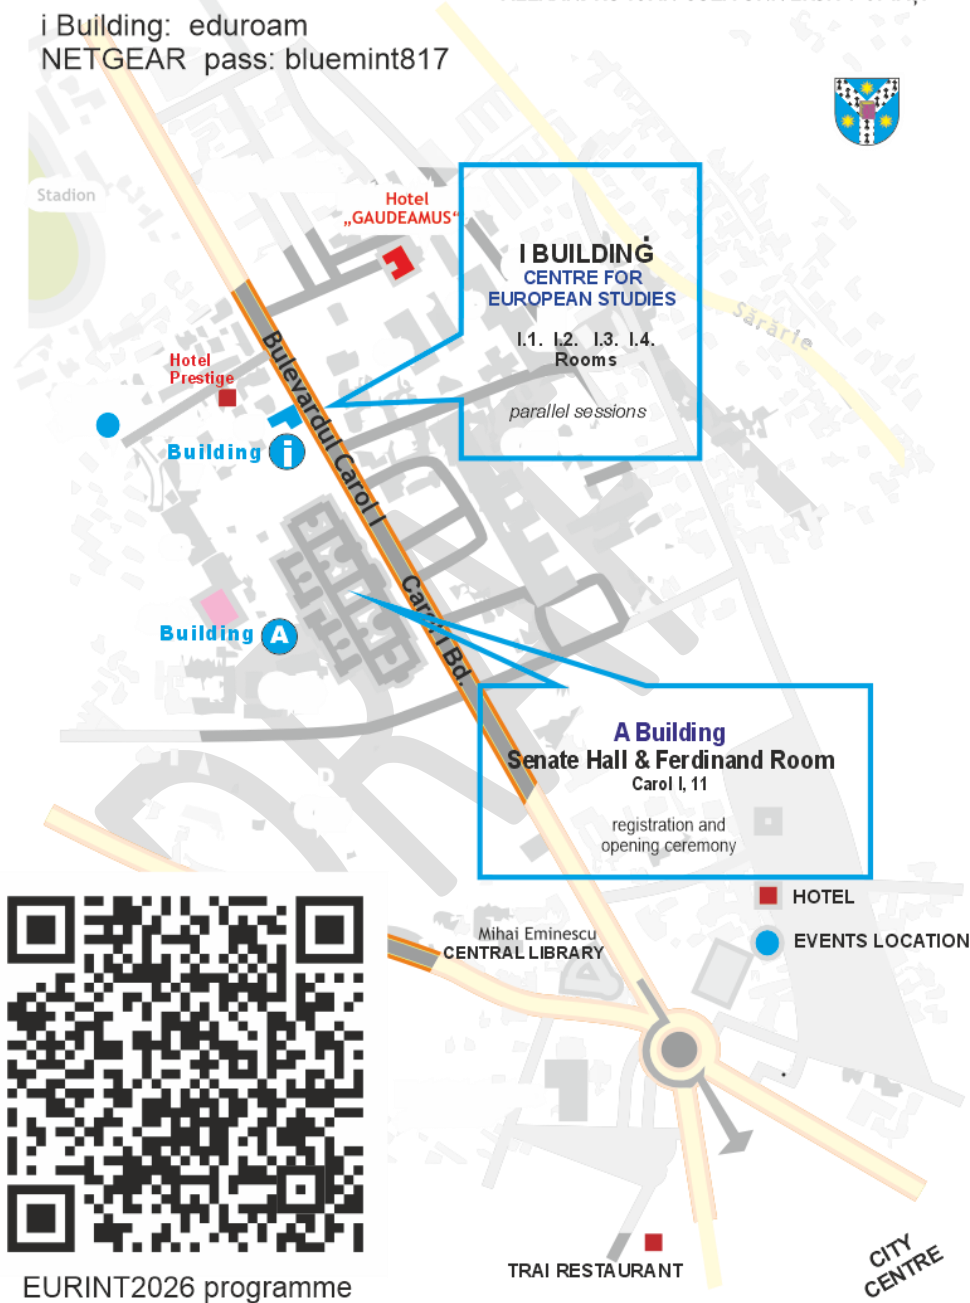 i Building: eduroam
NETGEAR pass: bluemint817
Stadion
Hotel
„GAUDEAMUS“
I BUILDING
CENTRE FOR
EUROPEAN STUDIES
I.1. I.2. I.3. I.4.
Rooms
parallel sessions
Sărărie
Hotel
Prestige
Bulevardul Carol I
Building i
Building A
Carol I Bd.
A Building
Senate Hall & Ferdinand Room
Carol I, 11
registration and
opening ceremony
HOTEL
EVENTS LOCATION
Mihai Eminescu
CENTRAL LIBRARY
TRAI RESTAURANT
CITY
CENTRE
EURINT2026 programme